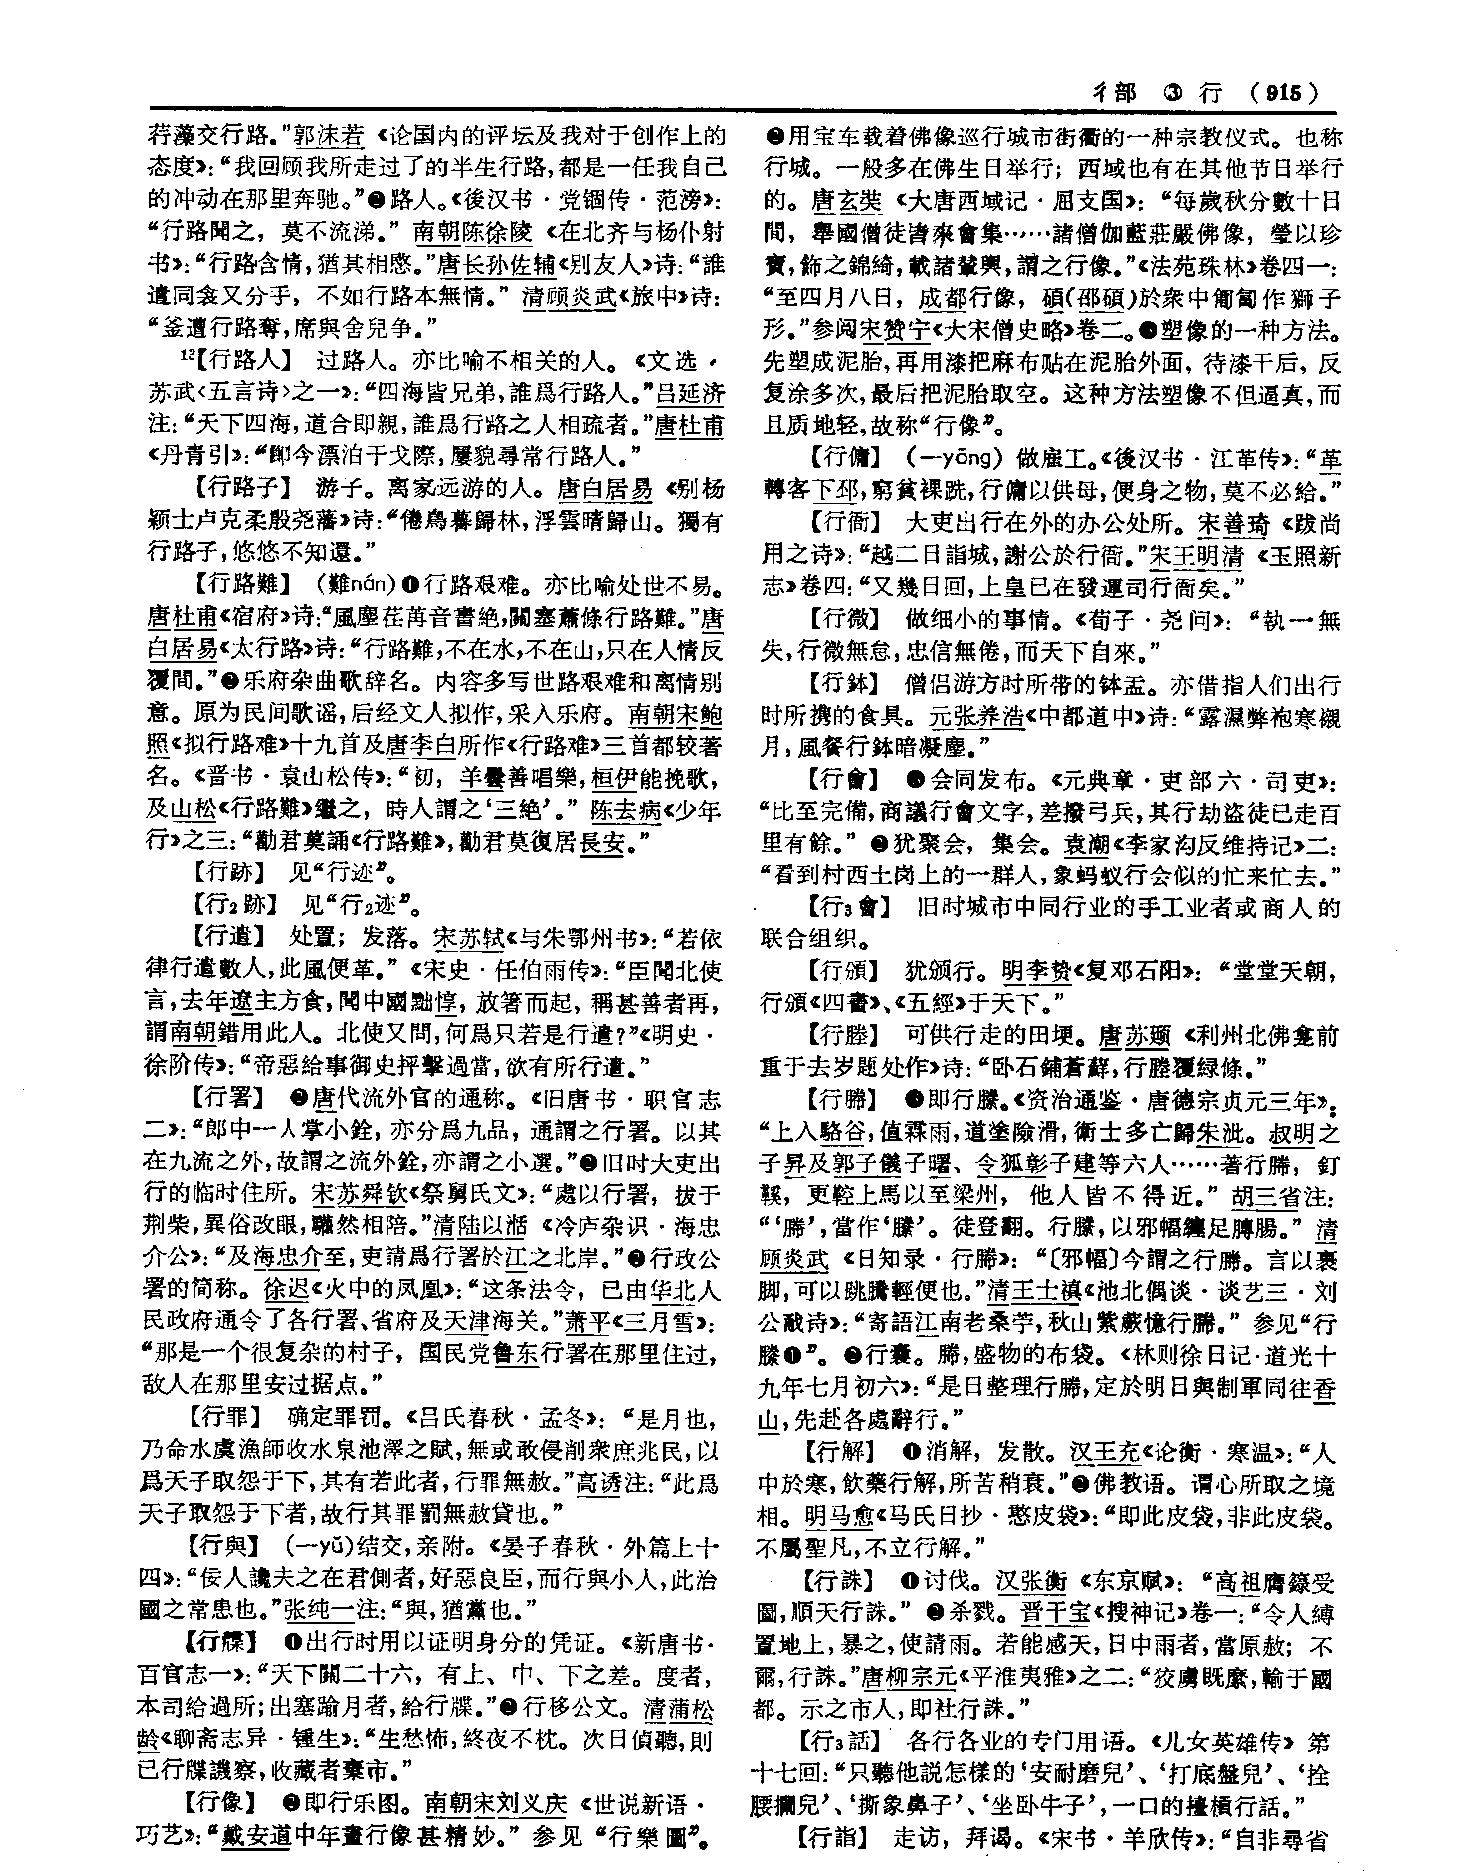 彳部 ③ 行 （915）
荇藻交行路。”郭沫若《论国内的评坛及我对于创作上的
态度》：“我回顾我所走过了的半生行路，都是一任我自己
的冲动在那里奔驰。”❷路人。《後汉书·党锢传·范滂》：
“行路聞之，莫不流涕。”南朝陈徐陵《在北齐与杨仆射
书》：“行路含情，猶其相愍。”唐长孙佐辅《别友人》诗：“誰
遣同衾又分手，不如行路本無情。”清顾炎武《旅中》诗：
“釜遭行路奪，席與舍兒争。”
12【行路人】 过路人。亦比喻不相关的人。《文选·
苏武〈五言诗〉之一》：“四海皆兄弟，誰爲行路人。”吕延济
注：“天下四海，道合即親，誰爲行路之人相疏者。”唐杜甫
《丹青引》：“即今漂泊干戈際，屢貌尋常行路人。”
【行路子】 游子。离家远游的人。唐白居易《别杨
颖士卢克柔殷尧藩》诗：“倦鳥暮歸林，浮雲晴歸山。獨有
行路子，悠悠不知還。”
【行路難】 （難nán）❶行路艰难。亦比喻处世不易。
唐杜甫《宿府》诗：“風塵荏苒音書絶，關塞蕭條行路難。”唐
白居易《太行路》诗：“行路難，不在水，不在山，只在人情反
覆間。”❷乐府杂曲歌辞名。内容多写世路艰难和离情别
意。原为民间歌谣，后经文人拟作，采入乐府。南朝宋鲍
照《拟行路难》十九首及唐李白所作《行路难》三首都较著
名。《晋书·袁山松传》：“初，羊曇善唱樂，桓伊能挽歌，
及山松《行路難》繼之，時人謂之‘三絶’。”陈去病《少年
行》之三：“勸君莫誦《行路難》，勸君莫復居長安。”
【行跡】 见“行迹”。
【行2跡】 见“行2迹”。
【行遣】 处置；发落。宋苏轼《与朱鄂州书》：“若依
律行遣數人，此風便革。”《宋史·任伯雨传》：“臣聞北使
言，去年遼主方食，聞中國黜惇，放箸而起，稱甚善者再，
謂南朝錯用此人。北使又問，何爲只若是行遣？”《明史·
徐阶传》：“帝惡給事御史抨擊過當，欲有所行遣。”
【行署】 ❶唐代流外官的通称。《旧唐书·职官志
二》：“郎中一人掌小銓，亦分爲九品，通謂之行署。以其
在九流之外，故謂之流外銓，亦謂之小選。”❷旧时大吏出
行的临时住所。宋苏舜钦《祭舅氏文》：“處以行署，拔于
荆柴，異俗改眼，驩然相陪。”清陆以湉《冷庐杂识·海忠
介公》：“及海忠介至，吏請爲行署於江之北岸。”❸行政公
署的简称。徐迟《火中的凤凰》：“这条法令，已由华北人
民政府通令了各行署、省府及天津海关。”萧平《三月雪》：
“那是一个很复杂的村子，国民党鲁东行署在那里住过，
敌人在那里安过据点。”
【行罪】 确定罪罚。《吕氏春秋·孟冬》：“是月也，
乃命水虞漁師收水泉池澤之賦，無或敢侵削衆庶兆民，以
爲天子取怨于下，其有若此者，行罪無赦。”高诱注：“此爲
天子取怨于下者，故行其罪罰無赦貸也。”
【行與】 （—yǔ）结交，亲附。《晏子春秋·外篇上十
四》：“佞人讒夫之在君側者，好惡良臣，而行與小人，此治
國之常患也。”张纯一注：“與，猶黨也。”
【行牒】 ❶出行时用以证明身分的凭证。《新唐书·
百官志一》：“天下關二十六，有上、中、下之差。度者，
本司給過所；出塞踰月者，給行牒。”❷行移公文。清蒲松
龄《聊斋志异·锺生》：“生愁怖，終夜不枕。次日偵聽，則
已行牒譏察，收藏者棄市。”
【行像】 ❶即行乐图。南朝宋刘义庆《世说新语·
巧艺》：“戴安道中年畫行像甚精妙。”参见“行樂圖”。
❷用宝车载着佛像巡行城市街衢的一种宗教仪式。也称
行城。一般多在佛生日举行；西域也有在其他节日举行
的。唐玄奘《大唐西域记·屈支国》：“每歲秋分數十日
間，舉國僧徒皆來會集……諸僧伽藍莊嚴佛像，瑩以珍
寶，飾之錦綺，載諸輦輿，謂之行像。”《法苑珠林》卷四一：
“至四月八日，成都行像，碩（邵碩）於衆中匍匐作獅子
形。”参阅宋赞宁《大宋僧史略》卷二。❸塑像的一种方法。
先塑成泥胎，再用漆把麻布贴在泥胎外面，待漆干后，反
复涂多次，最后把泥胎取空。这种方法塑像不但逼真，而
且质地轻，故称“行像”。
【行傭】 （—yōng）做雇工。《後汉书·江革传》：“革
轉客下邳，窮貧裸跣，行傭以供母，便身之物，莫不必給。”
【行衙】 大吏出行在外的办公处所。宋善琦《跋尚
用之诗》：“越二日詣城，謝公於行衙。”宋王明清《玉照新
志》卷四：“又幾日回，上皇已在發運司行衙矣。”
【行微】 做细小的事情。《荀子·尧问》：“執一無
失，行微無怠，忠信無倦，而天下自來。”
【行鉢】 僧侣游方时所带的钵盂。亦借指人们出行
时所携的食具。元张养浩《中都道中》诗：“露濕弊袍寒襯
月，風餐行鉢暗凝塵。”
【行會】 ❶会同发布。《元典章·吏部六·司吏》：
“比至完備，商議行會文字，差撥弓兵，其行劫盗徒已走百
里有餘。”❷犹聚会，集会。袁潮《李家沟反维持记》二：
“看到村西土岗上的一群人，象蚂蚁行会似的忙来忙去。”
【行3會】 旧时城市中同行业的手工业者或商人的
联合组织。
【行頒】 犹颁行。明李贽《复邓石阳》：“堂堂天朝，
行頒《四書》、《五經》于天下。”
【行塍】 可供行走的田埂。唐苏颋《利州北佛龛前
重于去岁题处作》诗：“卧石鋪蒼蘚，行塍覆緑條。”
【行幐】 ❶即行縢。《资治通鉴·唐德宗贞元三年》：
“上入駱谷，值霖雨，道塗險滑，衛士多亡歸朱泚。叔明之
子昇及郭子儀子曙、令狐彰子建等六人……著行幐，釘
鞵，更鞚上馬以至梁州，他人皆不得近。”胡三省注：
“‘幐’，當作‘縢’。徒登翻。行縢，以邪幅纏足膊腸。”清
顾炎武《日知录·行幐》：“〔邪幅〕今謂之行幐。言以裹
脚，可以跳騰輕便也。”清王士禛《池北偶谈·谈艺三·刘
公㦷诗》：“寄語江南老桑苧，秋山紫蕨憶行幐。”参见“行
縢❶”。❷行囊。幐，盛物的布袋。《林则徐日记·道光十
九年七月初六》：“是日整理行幐，定於明日與制軍同往香
山，先赴各處辭行。”
【行解】 ❶消解，发散。汉王充《论衡·寒温》：“人
中於寒，飲藥行解，所苦稍衰。”❷佛教语。谓心所取之境
相。明马愈《马氏日抄·憨皮袋》：“即此皮袋，非此皮袋。
不屬聖凡，不立行解。”
【行誅】 ❶讨伐。汉张衡《东京赋》：“高祖膺籙受
圖，順天行誅。”❷杀戮。晋干宝《搜神记》卷一：“令人縛
置地上，暴之，使請雨。若能感天，日中雨者，當原赦；不
爾，行誅。”唐柳宗元《平淮夷雅》之二：“狡虜既縻，輸于國
都。示之市人，即社行誅。”
【行3話】 各行各业的专门用语。《儿女英雄传》第
十七回：“只聽他説怎樣的‘安耐磨兒’、‘打底盤兒’、‘拴
腰攔兒’、‘撕象鼻子’、‘坐卧牛子’，一口的擡槓行話。”
【行詣】 走访，拜谒。《宋书·羊欣传》：“自非尋省